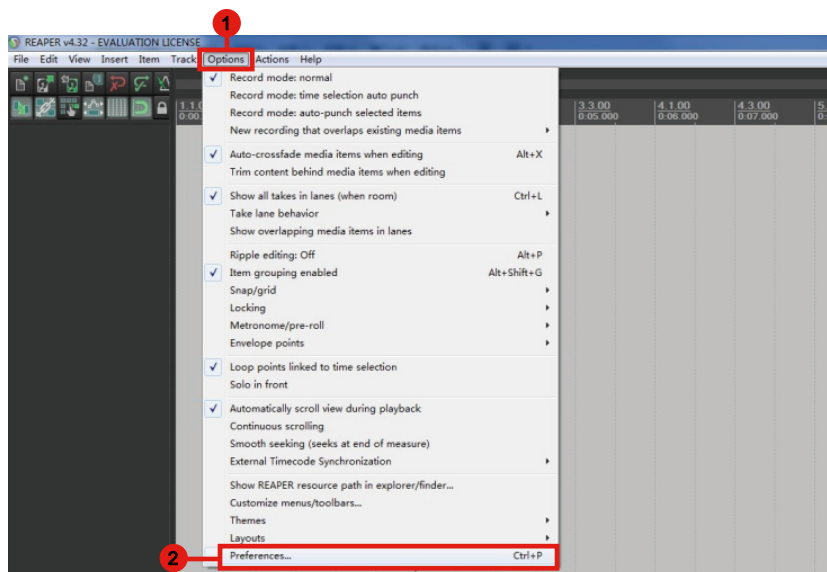 1
REAPER v4.32 - EVALUATION LICENSE
File Edit View Insert Item Track Options Actions Help
Record mode: normal
Record mode: time selection auto punch
Record mode: auto-punch selected items
New recording that overlaps existing media items
Auto-crossfade media items when editing Alt+X
Trim content behind media items when editing
Show all takes in lanes (when room) Ctrl+L
Take lane behavior
Show overlapping media items in lanes
Ripple editing: Off Alt+P
Item grouping enabled Alt+Shift+G
Snap/grid
Locking
Metronome/pre-roll
Envelope points
Loop points linked to time selection
Solo in front
Automatically scroll view during playback
Continuous scrolling
Smooth seeking (seeks at end of measure)
External Timecode Synchronization
Show REAPER resource path in explorer/finder...
Customize menus/toolbars...
Themes
Layouts
2 Preferences... Ctrl+P
3.3.00 4.1.00 4.3.00
0:05.000 0:06.000 0:07.000